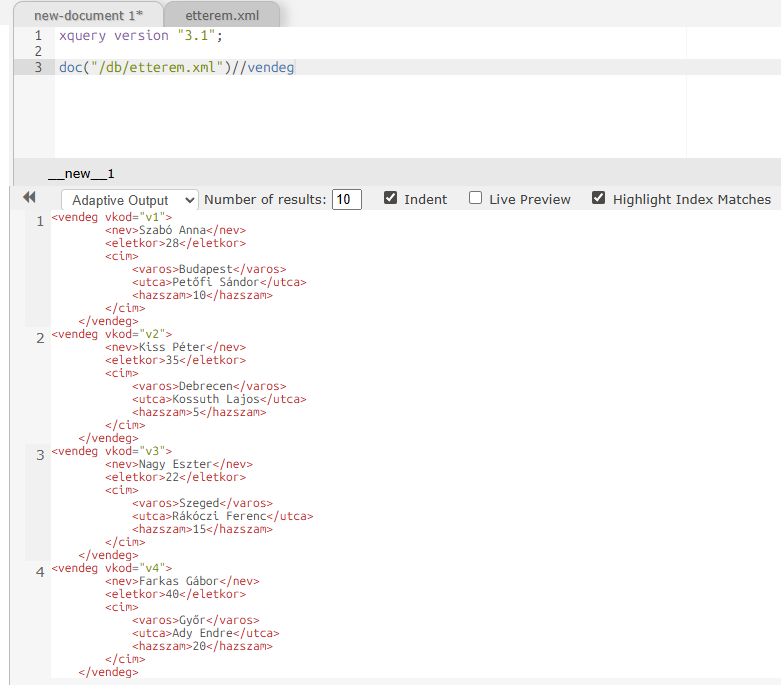 new-document 1* etterem.xml
1 xquery version "3.1";
2
3 doc("/db/etterem.xml")//vendeg
__new__1
Adaptive Output Number of results: 10 Indent Live Preview Highlight Index Matches
1 <vendeg vkod="v1">
<nev>Szabó Anna</nev>
<eletkor>28</eletkor>
<cim>
<varos>Budapest</varos>
<utca>Petőfi Sándor</utca>
<hazszam>10</hazszam>
</cim>
</vendeg>
2 <vendeg vkod="v2">
<nev>Kiss Péter</nev>
<eletkor>35</eletkor>
<cim>
<varos>Debrecen</varos>
<utca>Kossuth Lajos</utca>
<hazszam>5</hazszam>
</cim>
</vendeg>
3 <vendeg vkod="v3">
<nev>Nagy Eszter</nev>
<eletkor>22</eletkor>
<cim>
<varos>Szeged</varos>
<utca>Rákóczi Ferenc</utca>
<hazszam>15</hazszam>
</cim>
</vendeg>
4 <vendeg vkod="v4">
<nev>Farkas Gábor</nev>
<eletkor>40</eletkor>
<cim>
<varos>Győr</varos>
<utca>Ady Endre</utca>
<hazszam>20</hazszam>
</cim>
</vendeg>